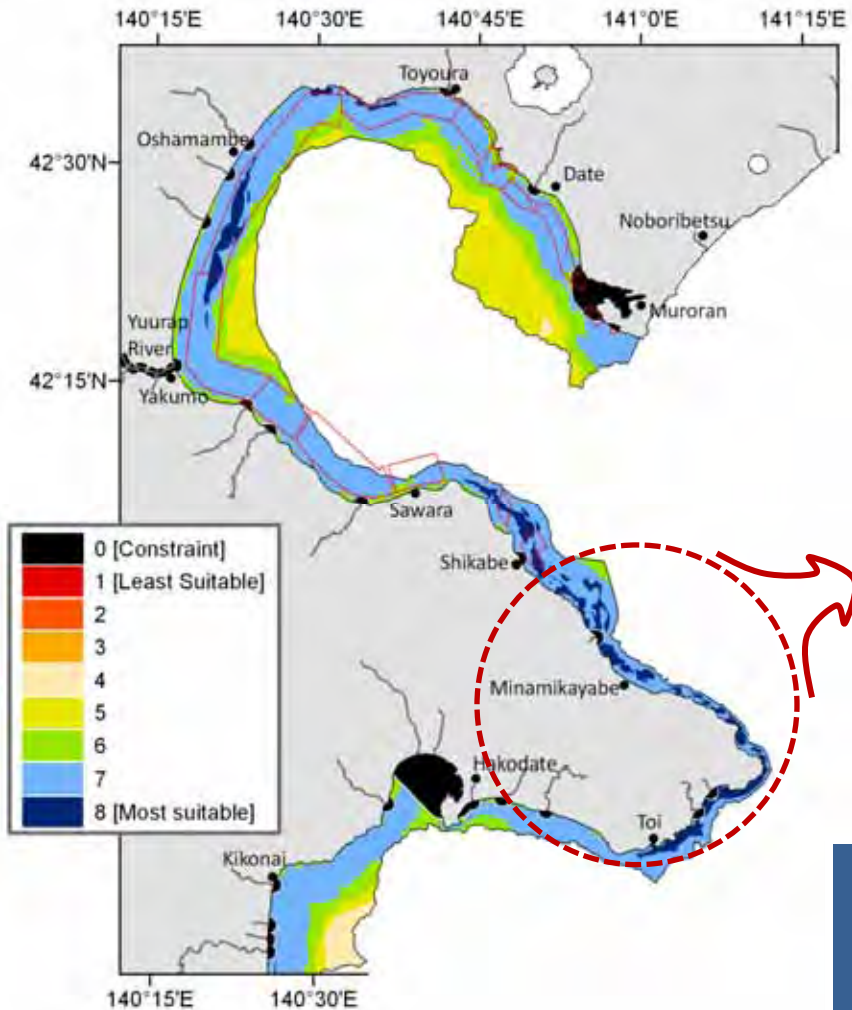 140°15'E 140°30'E 140°45'E 141°0'E 141°15'E
Toyoura
Oshamambe
42°30'N
Date
Noboribetsu
Muroran
Yuurap
River
42°15'N
Yakumo
Sawara
0 [Constraint]
1 [Least Suitable]
2
3
4
5
6
7
8 [Most suitable]
Shikabe
Minamikayabe
Hakodate
Toi
Kikonai
140°15'E 140°30'E